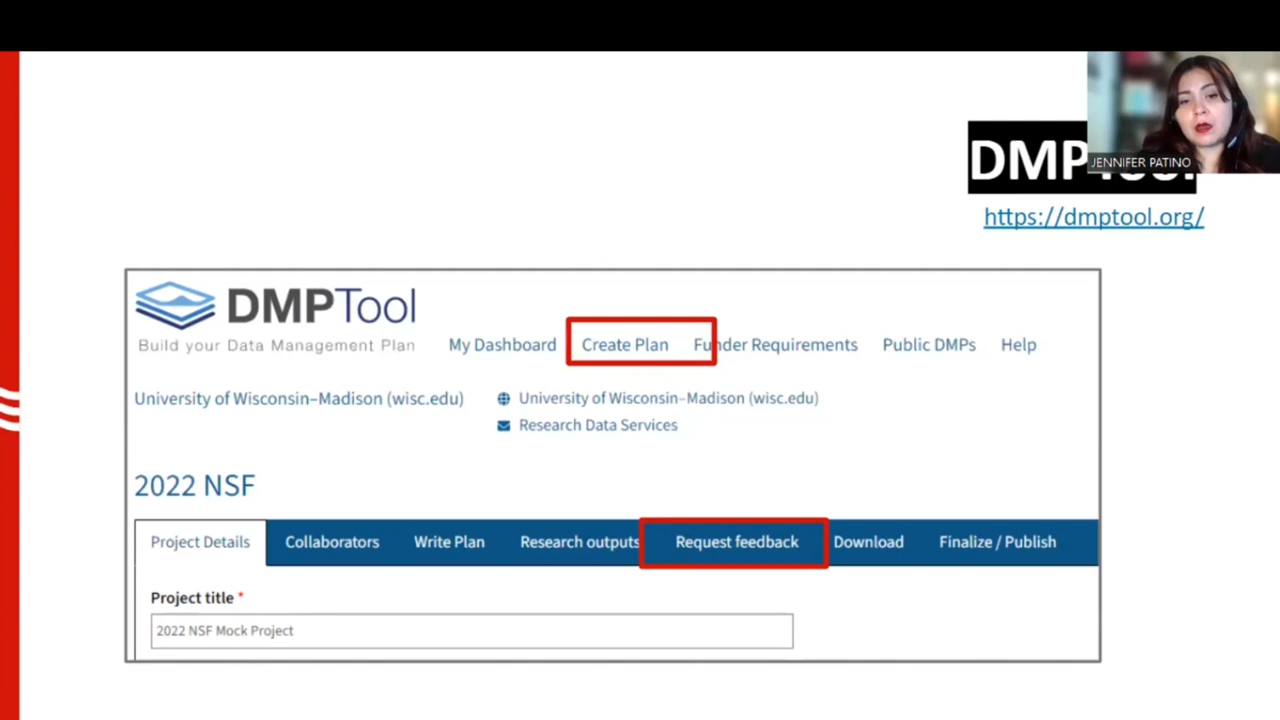 JENNIFER PATINO
DMPTool
https://dmptool.org/
DMPTool
Build your Data Management Plan
My Dashboard Create Plan Funder Requirements Public DMPs Help
University of Wisconsin–Madison (wisc.edu) University of Wisconsin–Madison (wisc.edu)
Research Data Services
2022 NSF
Project Details Collaborators Write Plan Research outputs Request feedback Download Finalize / Publish
Project title *
2022 NSF Mock Project